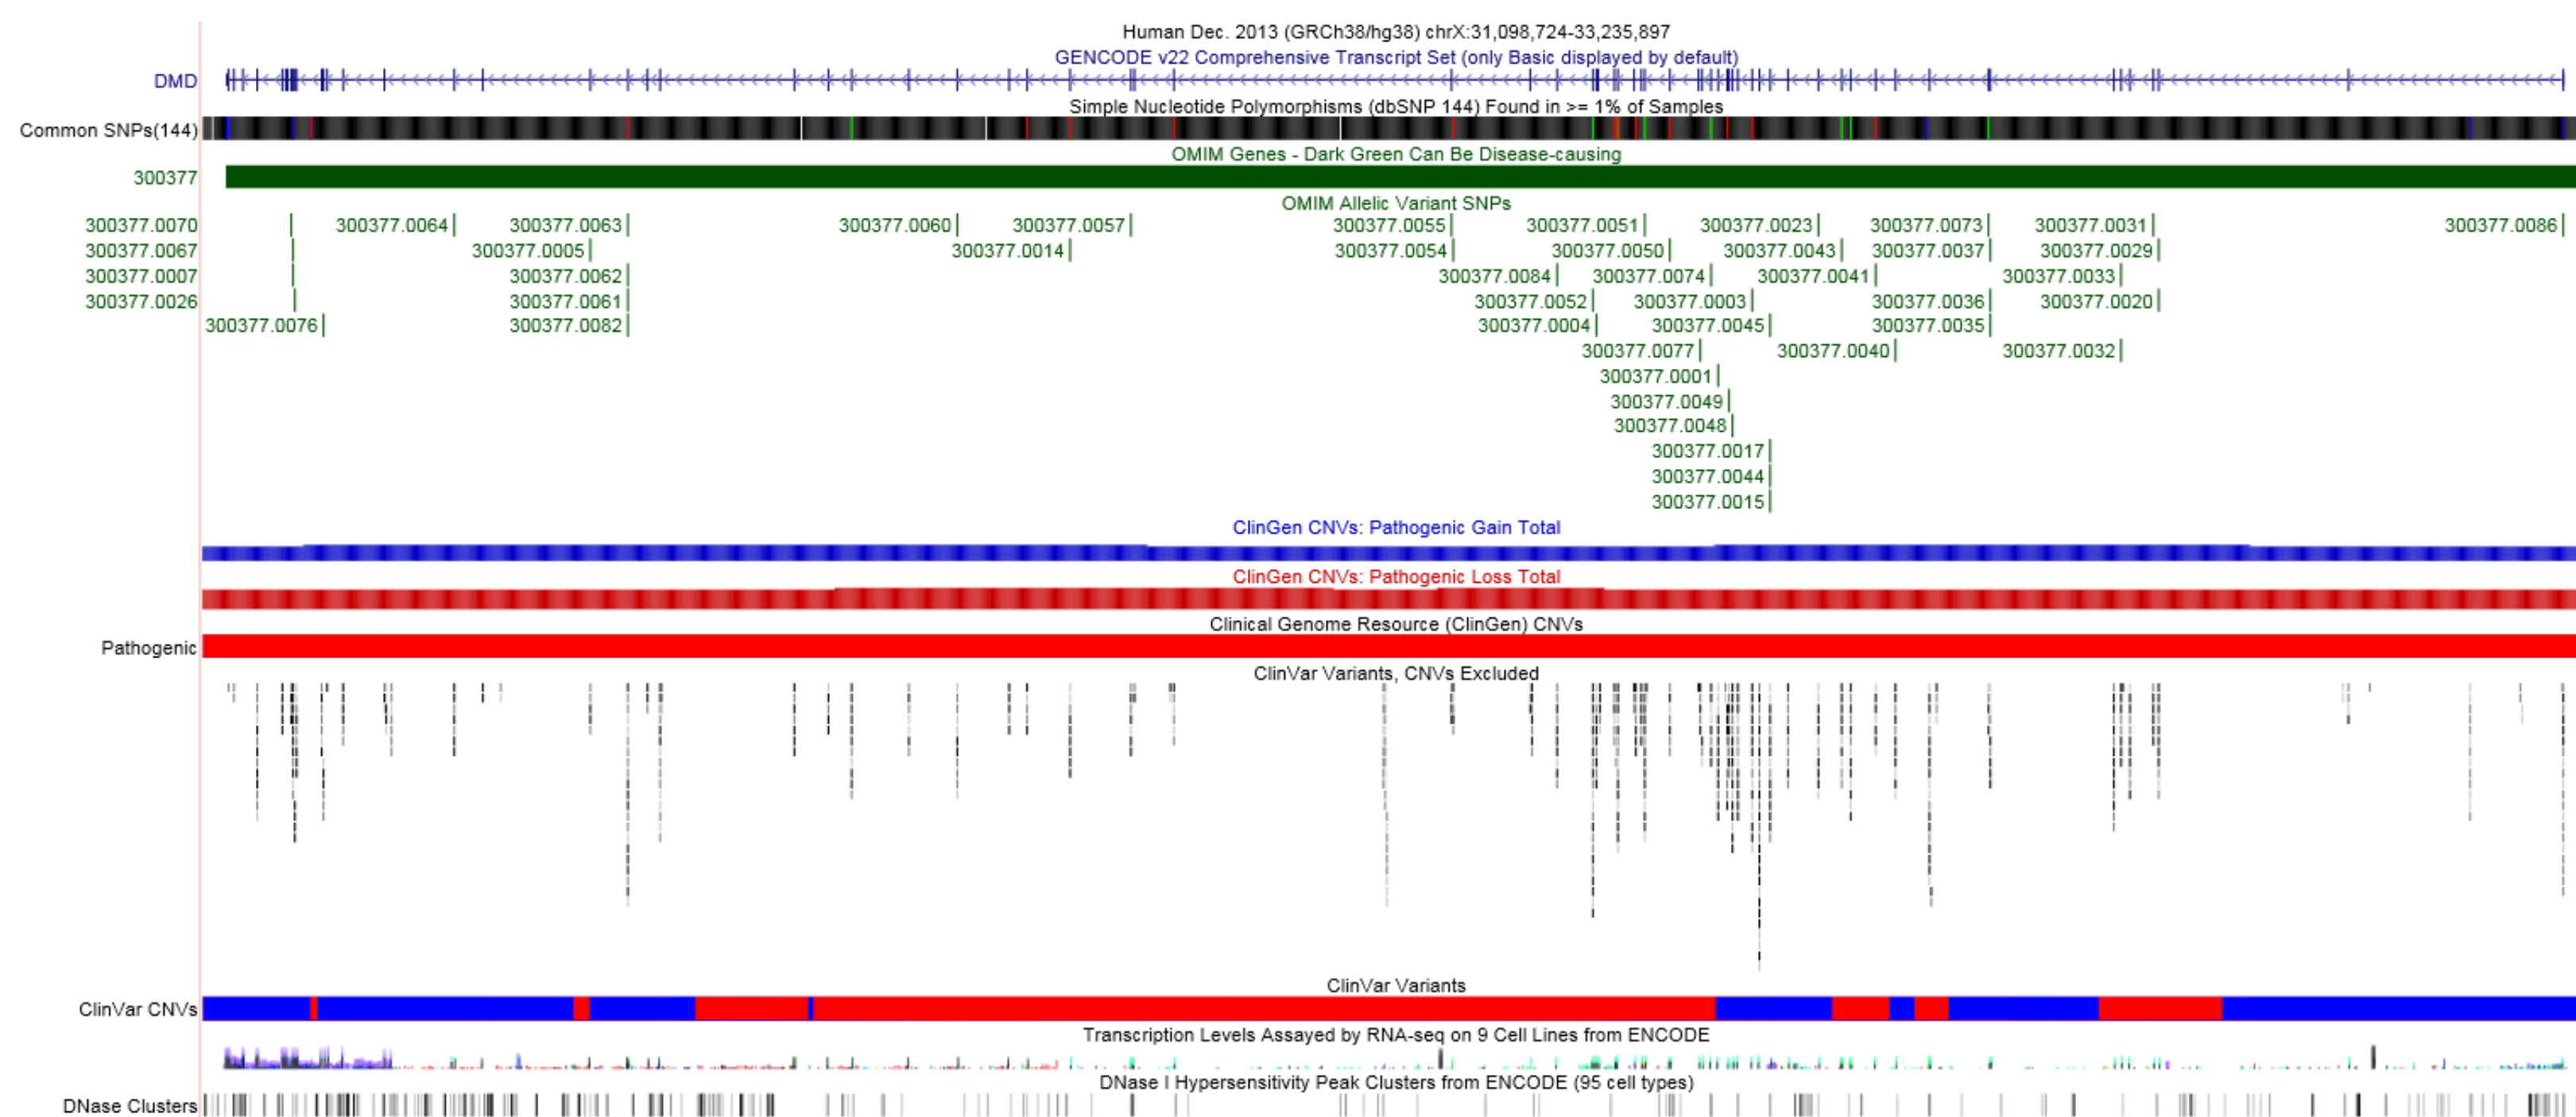 Human Dec. 2013 (GRCh38/hg38) chrX:31,098,724-33,235,897
GENCODE v22 Comprehensive Transcript Set (only Basic displayed by default)
DMD
Simple Nucleotide Polymorphisms (dbSNP 144) Found in >= 1% of Samples
Common SNPs(144)
OMIM Genes - Dark Green Can Be Disease-causing
300377
OMIM Allelic Variant SNPs
300377.0070 300377.0064 300377.0063 300377.0060 300377.0057 300377.0055 300377.0051 300377.0023 300377.0073 300377.0031 300377.0086
300377.0067 300377.0005 300377.0014 300377.0054 300377.0050 300377.0043 300377.0037 300377.0029
300377.0007 300377.0062 300377.0084 300377.0074 300377.0041 300377.0033
300377.0026 300377.0061 300377.0052 300377.0003 300377.0036 300377.0020
300377.0076 300377.0082 300377.0004 300377.0045 300377.0035
300377.0077 300377.0040 300377.0032
300377.0001
300377.0049
300377.0048
300377.0017
300377.0044
300377.0015
ClinGen CNVs: Pathogenic Gain Total
ClinGen CNVs: Pathogenic Loss Total
Clinical Genome Resource (ClinGen) CNVs
Pathogenic
ClinVar Variants, CNVs Excluded
ClinVar Variants
ClinVar CNVs
Transcription Levels Assayed by RNA-seq on 9 Cell Lines from ENCODE
DNase I Hypersensitivity Peak Clusters from ENCODE (95 cell types)
DNase Clusters